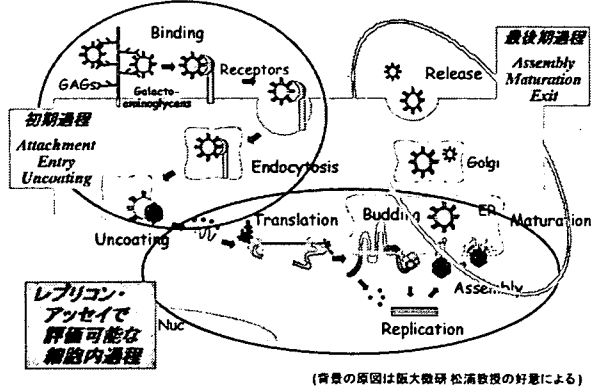 Binding
GAGs
Galacto-
aminoglycans
Receptors
初期過程
Attachment
Entry
Uncoating
Endocytosis
Uncoating
Translation
Budding
ER
Maturation
Assembly
Replication
Nuc
Golgi
Release
最後期過程
Assembly
Maturation
Exit
レプリコン・
アッセイで
評価可能な
細胞内過程
(背景の原図は阪大微研 松浦教授の好意による)